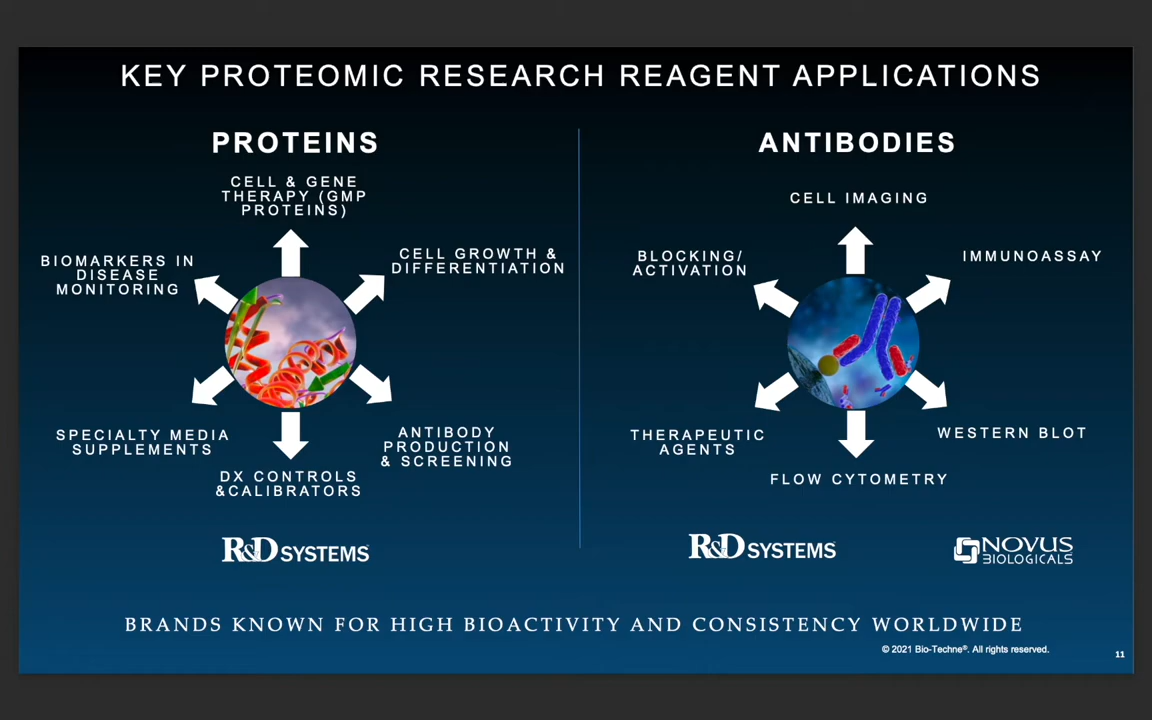 KEY PROTEOMIC RESEARCH REAGENT APPLICATIONS
PROTEINS
CELL & GENE
THERAPY (GMP
PROTEINS)
CELL GROWTH &
DIFFERENTIATION
BIOMARKERS IN
DISEASE
MONITORING
SPECIALTY MEDIA
SUPPLEMENTS
ANTIBODY
PRODUCTION
& SCREENING
DX CONTROLS
&CALIBRATORS
R&D SYSTEMS
ANTIBODIES
CELL IMAGING
BLOCKING/
ACTIVATION
IMMUNOASSAY
THERAPEUTIC
AGENTS
WESTERN BLOT
FLOW CYTOMETRY
R&D SYSTEMS
NOVUS
BIOLOGICALS
BRANDS KNOWN FOR HIGH BIOACTIVITY AND CONSISTENCY WORLDWIDE
© 2021 Bio-Techne®. All rights reserved.
11